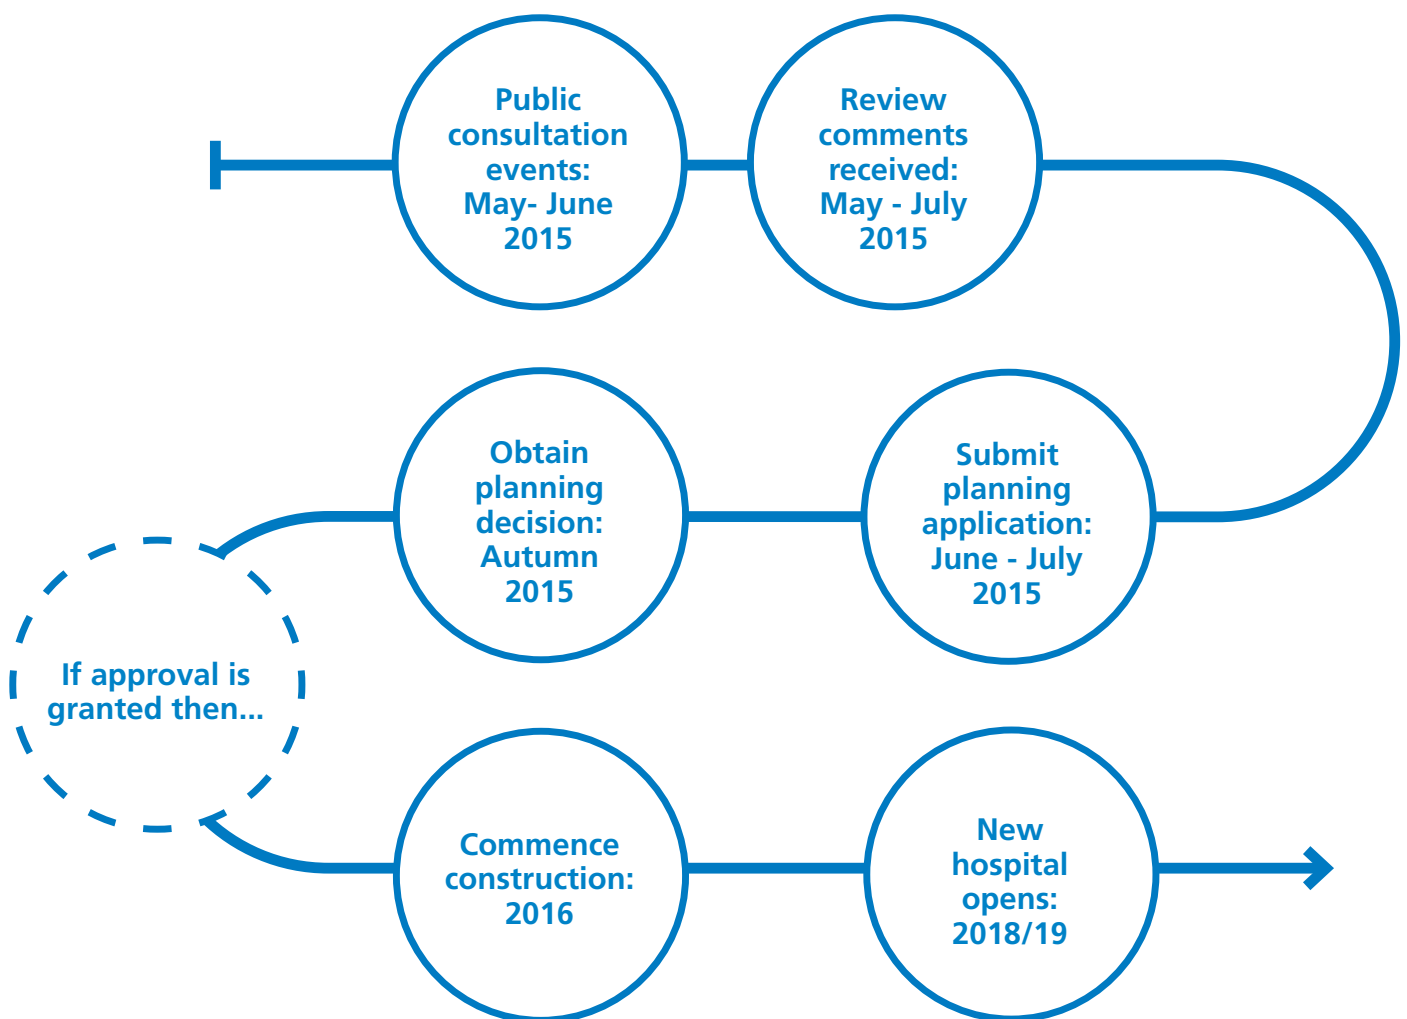 Public
consultation
events:
May- June
2015
Review
comments
received:
May - July
2015
Submit
planning
application:
June - July
2015
Obtain
planning
decision:
Autumn
2015
If approval is
granted then...
Commence
construction:
2016
New
hospital
opens:
2018/19